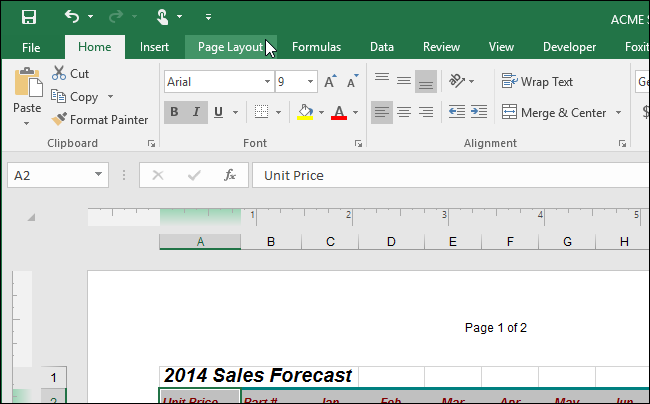 ACME S
File Home Insert Page Layout Formulas Data Review View Developer Foxit
Cut
Arial 9 A A Wrap Text Ge
Copy
Paste Format Painter B I U A Merge & Center $
Clipboard Font Alignment
A2 fx Unit Price
1 2 3 4 5
A B C D E F G H
Page 1 of 2
1 2014 Sales Forecast
2 Unit Price Part # Jan Feb Mar Apr May Jun